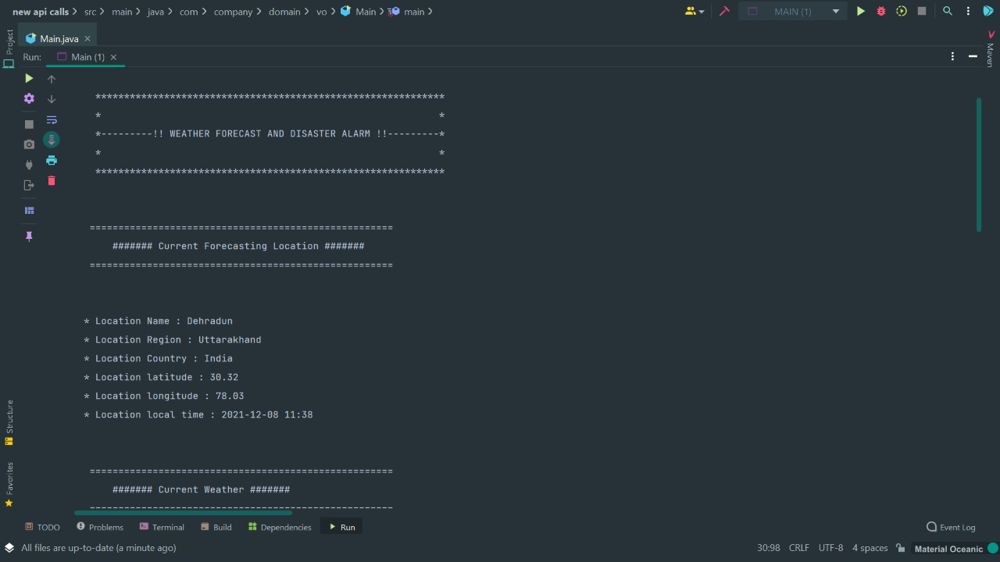 new api calls > src > main > java > com > company > domain > vo > Main > main >
MAIN (1)
Project
Main.java ×
Maven
Run: Main (1) ×
*************************************************************
* *
*---------!! WEATHER FORECAST AND DISASTER ALARM !!---------*
* *
*************************************************************
=====================================================
####### Current Forecasting Location #######
=====================================================
* Location Name : Dehradun
* Location Region : Uttarakhand
* Location Country : India
* Location latitude : 30.32
* Location longitude : 78.03
* Location local time : 2021-12-08 11:38
=====================================================
####### Current Weather #######
=====================================================
Structure
Favorites
TODO Problems Terminal Build Dependencies Run Event Log
All files are up-to-date (a minute ago) 30:98 CRLF UTF-8 4 spaces Material Oceanic